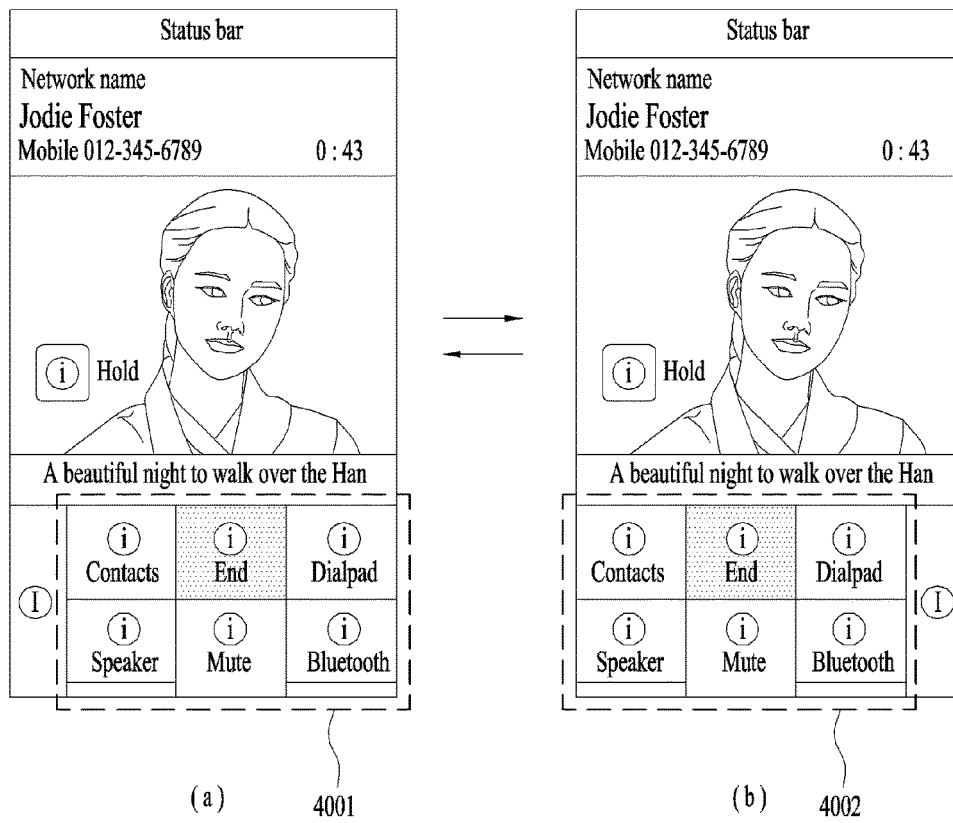 Status bar
Network name
Jodie Foster
Mobile 012-345-6789 0 : 43
i Hold
A beautiful night to walk over the Han
i i i
Contacts End Dialpad
I
i i i
Speaker Mute Bluetooth
4001
(a)
Status bar
Network name
Jodie Foster
Mobile 012-345-6789 0 : 43
i Hold
A beautiful night to walk over the Han
i i i
Contacts End Dialpad
I
i i i
Speaker Mute Bluetooth
4002
(b)